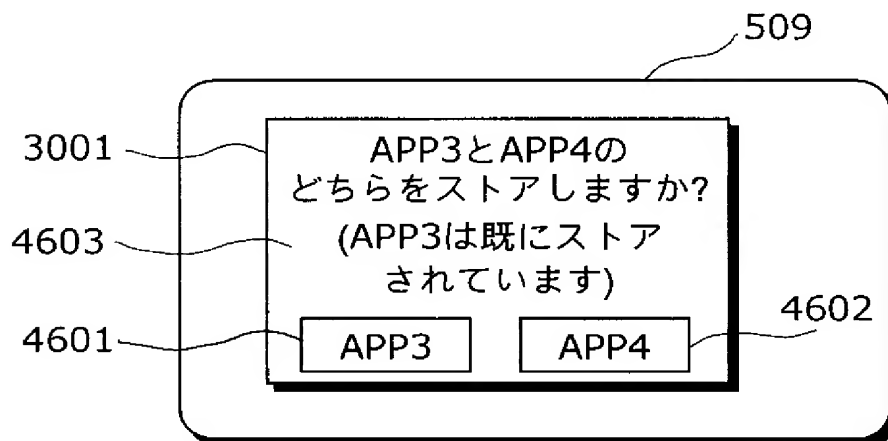 509
3001
APP3とAPP4の
どちらをストアしますか?
4603
(APP3は既にストア
されています)
4601
APP3
APP4
4602